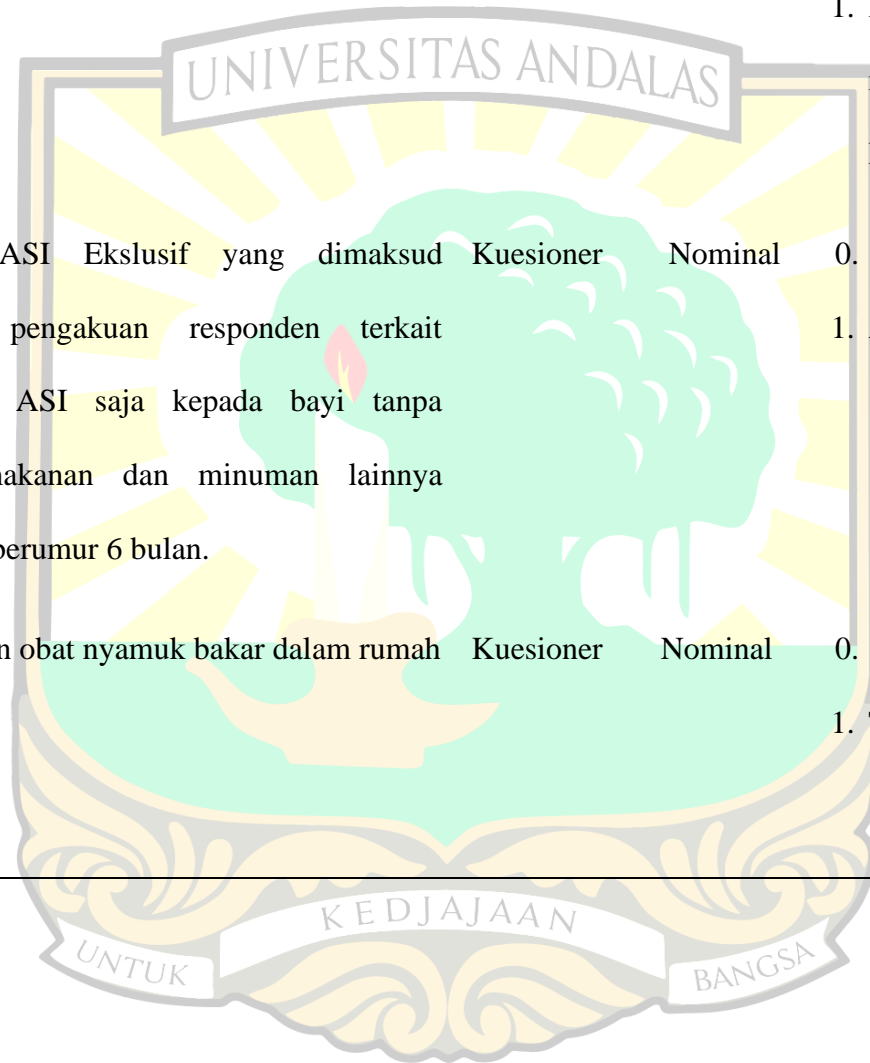 1.
UNIVERSITAS ANDALAS
ASI Ekslusif yang dimaksud Kuesioner Nominal 0.
pengakuan responden terkait 1.
ASI saja kepada bayi tanpa
dan minuman lainnya
berumur 6 bulan.
obat nyamuk bakar dalam rumah Kuesioner Nominal 0.
1.
KEDJAJAAN
UNTUK BANGSA